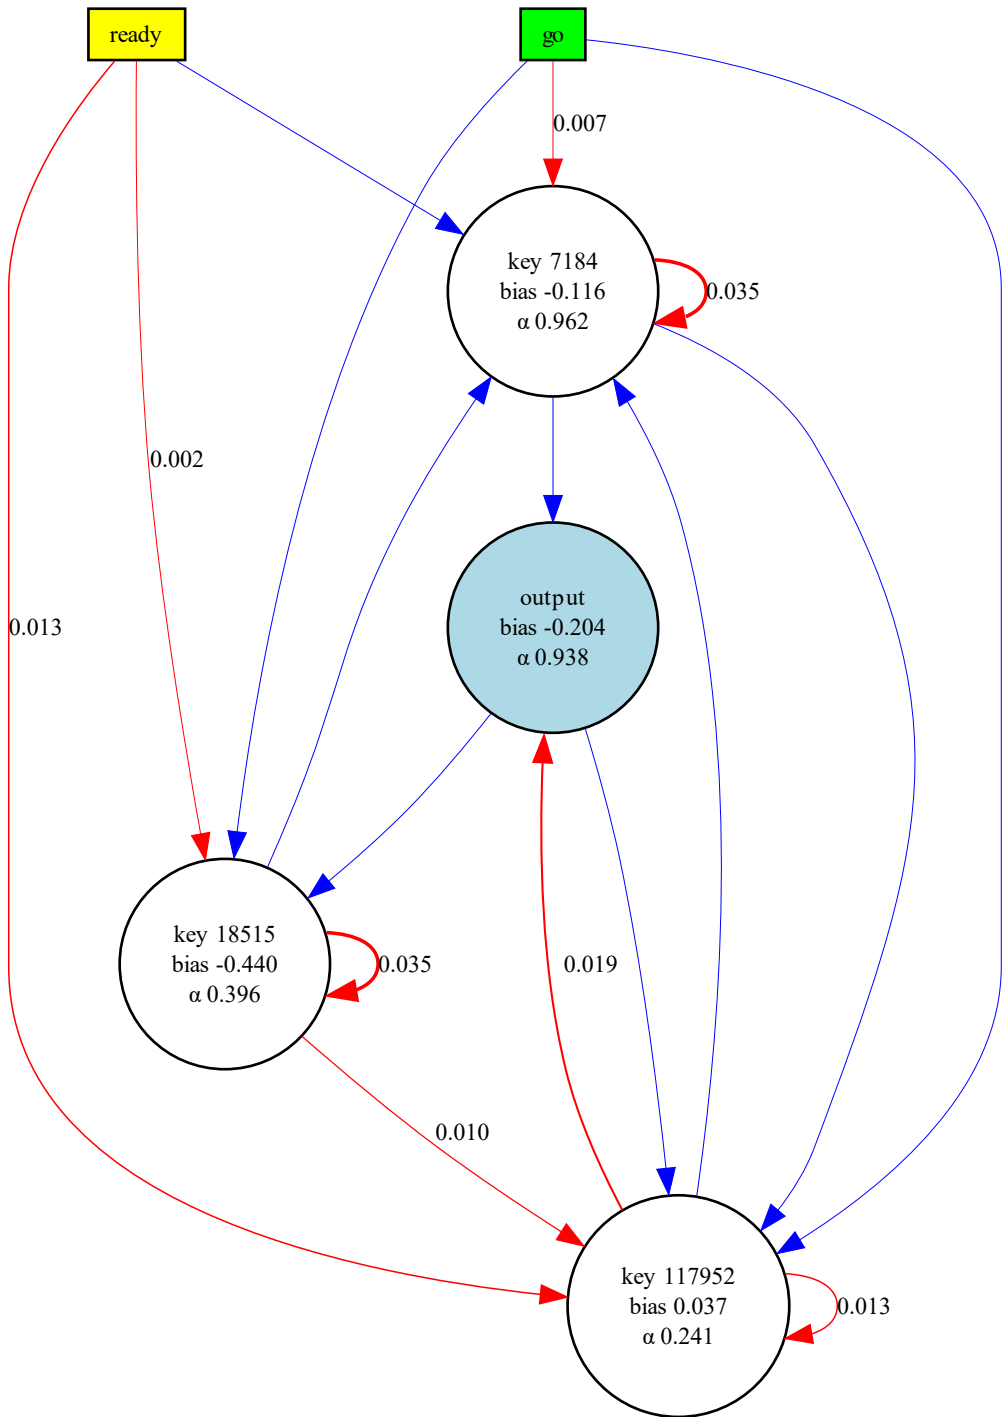 ready
go
0.007
key 7184
bias -0.116
α 0.962
0.035
0.002
output
bias -0.204
α 0.938
0.013
key 18515
bias -0.440
α 0.396
0.035
0.019
0.010
key 117952
bias 0.037
α 0.241
0.013